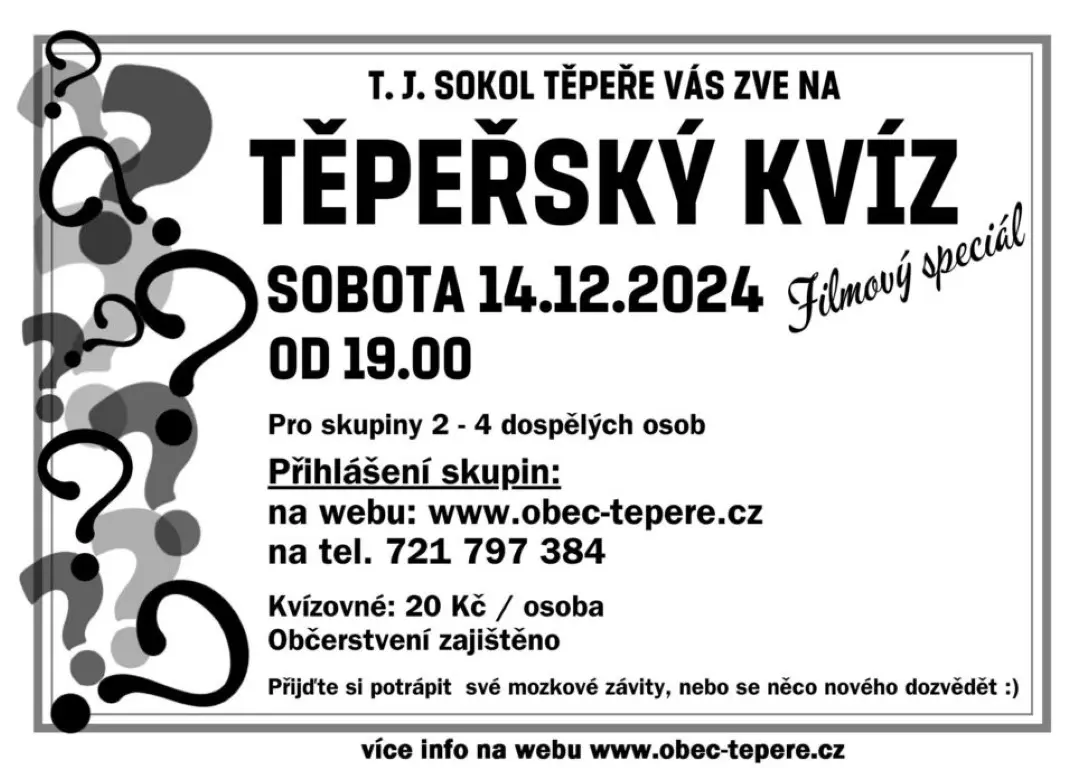 T. J. SOKOL TĚPEŘE VÁS ZVE NA
TĚPEŘSKÝ KVÍZ
Filmový speciál
SOBOTA 14.12.2024
OD 19.00
Pro skupiny 2 - 4 dospělých osob
Přihlášení skupin:
na webu: www.obec-tepere.cz
na tel. 721 797 384
Kvízovné: 20 Kč / osoba
Občerstvení zajištěno
Přijďte si potrápit své mozkové závity, nebo se něco nového dozvědět :)
více info na webu www.obec-tepere.cz